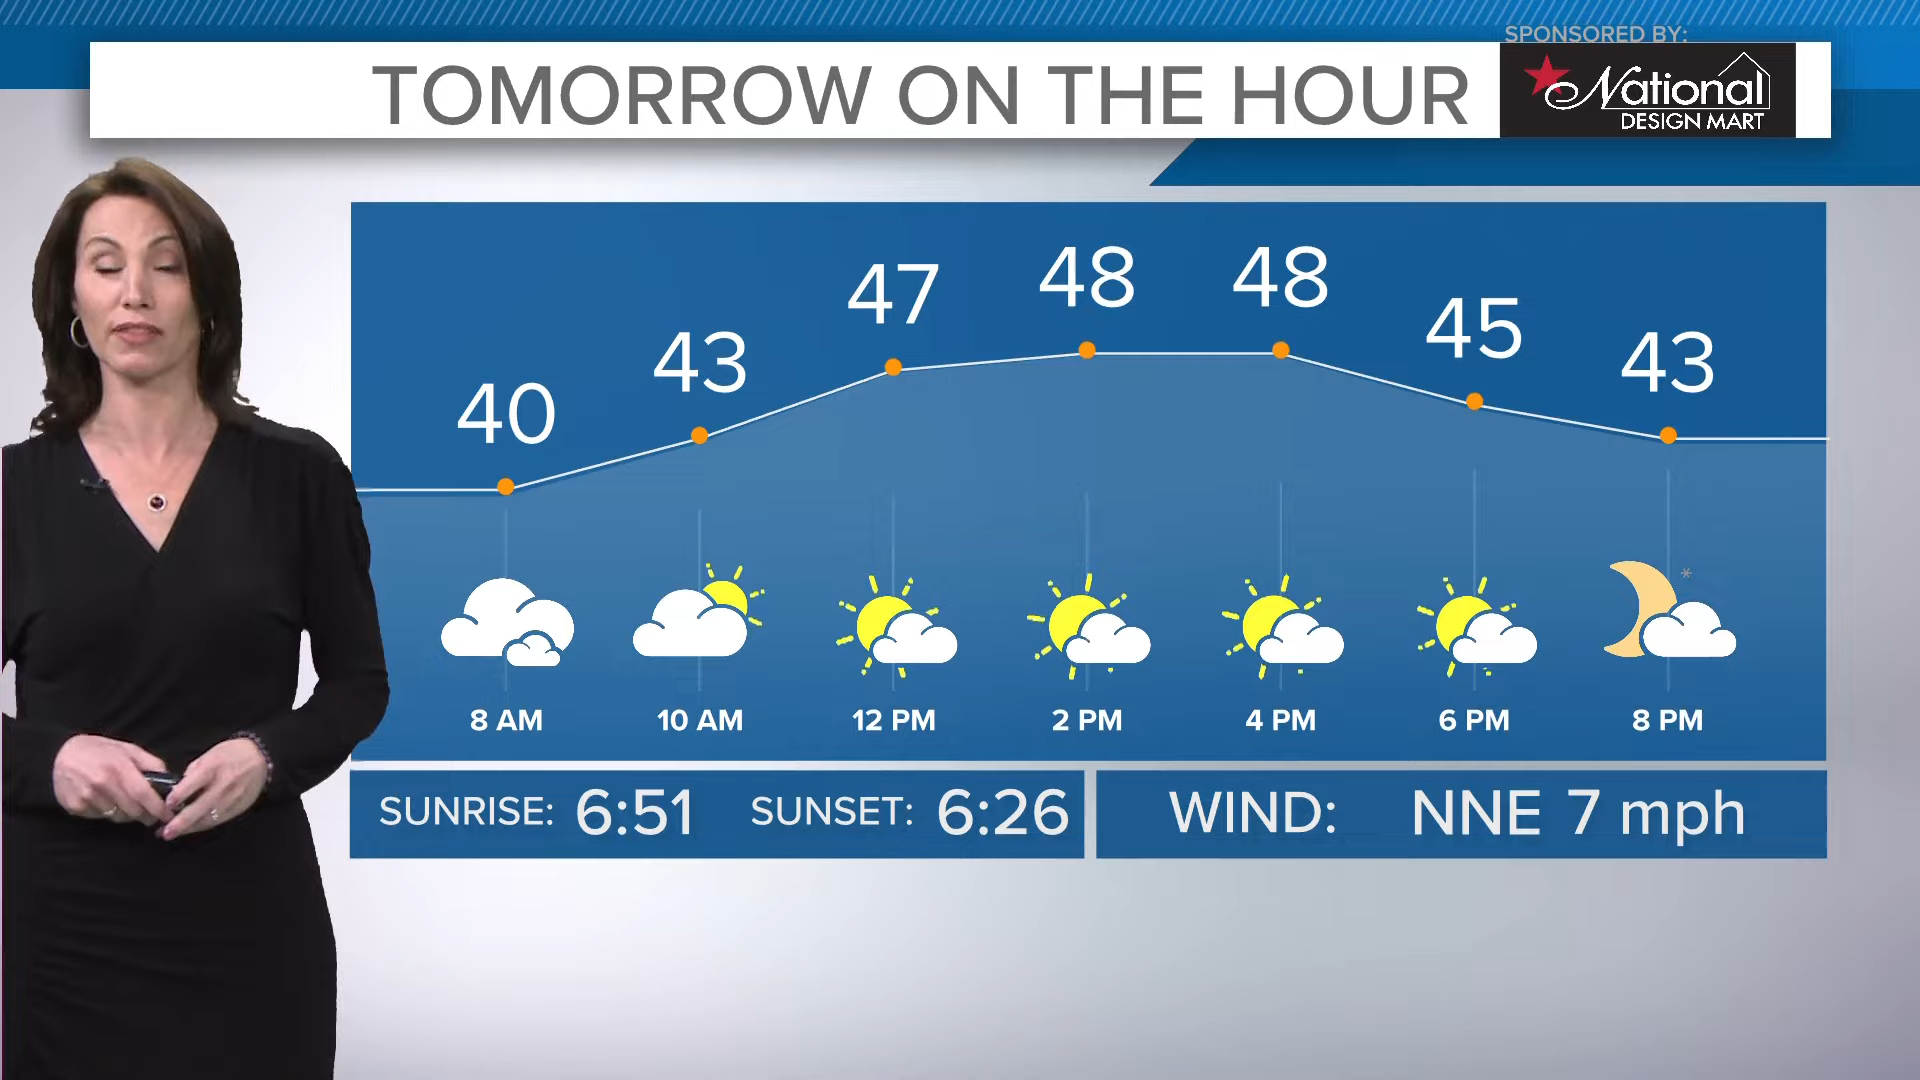 SPONSORED BY:
TOMORROW ON THE HOUR
National
DESIGN MART
40 43 47 48 48 45 43
8 AM 10 AM 12 PM 2 PM 4 PM 6 PM 8 PM
SUNRISE: 6:51 SUNSET: 6:26 WIND: NNE 7 mph